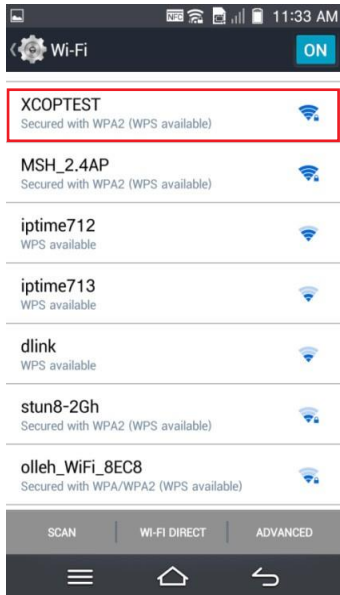 NFC 11:33 AM
Wi-Fi ON
XCOPTEST
Secured with WPA2 (WPS available)
MSH_2.4AP
Secured with WPA2 (WPS available)
iptime712
WPS available
iptime713
WPS available
dlink
WPS available
stun8-2Gh
Secured with WPA2 (WPS available)
olleh_WiFi_8EC8
Secured with WPA/WPA2 (WPS available)
SCAN WI-FI DIRECT ADVANCED